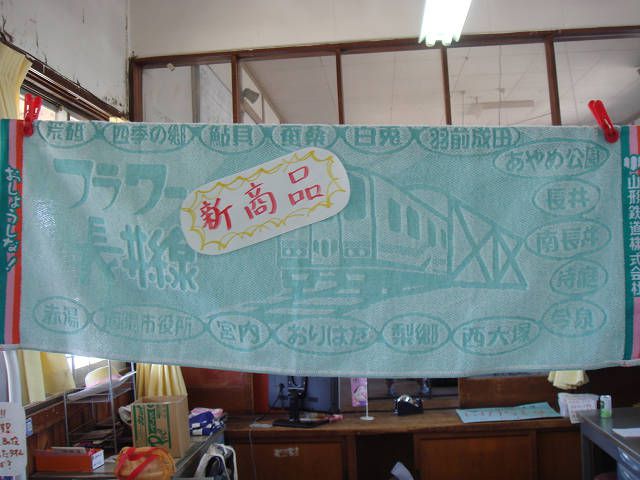 荒砥 四季の郷 鮎貝 蚕桑 白兎 羽前成田
あやめ公園
長井
南長井
時庭
今泉
西大塚
梨郷
おりはた
宮内
南陽市役所
赤湯
フラワー
長井線
新商品
おしょうしな!
山形鉄道株式会社